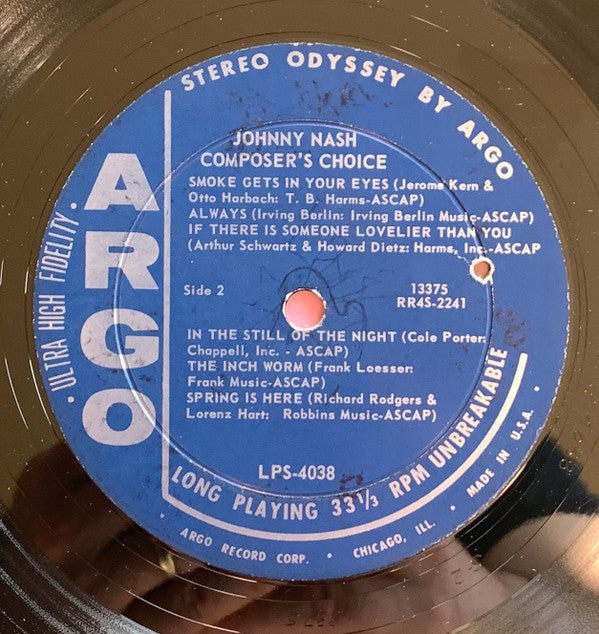 STEREO ODYSSEY BY ARGO
· ULTRA HIGH FIDELITY ·
ARGO
JOHNNY NASH
COMPOSER'S CHOICE
SMOKE GETS IN YOUR EYES (Jerome Kern &
Otto Harbach: T. B. Harms-ASCAP)
ALWAYS (Irving Berlin: Irving Berlin Music-ASCAP)
IF THERE IS SOMEONE LOVELIER THAN YOU
(Arthur Schwartz & Howard Dietz: Harms, Inc.-ASCAP
Side 2
13375
RR4S-2241
IN THE STILL OF THE NIGHT (Cole Porter:
Chappell, Inc. - ASCAP)
THE INCH WORM (Frank Loesser:
Frank Music-ASCAP)
SPRING IS HERE (Richard Rodgers &
Lorenz Hart: Robbins Music-ASCAP)
LPS-4038
LONG PLAYING 33 1/3 RPM UNBREAKABLE
· ARGO RECORD CORP. · CHICAGO, ILL. · MADE IN U.S.A. ·